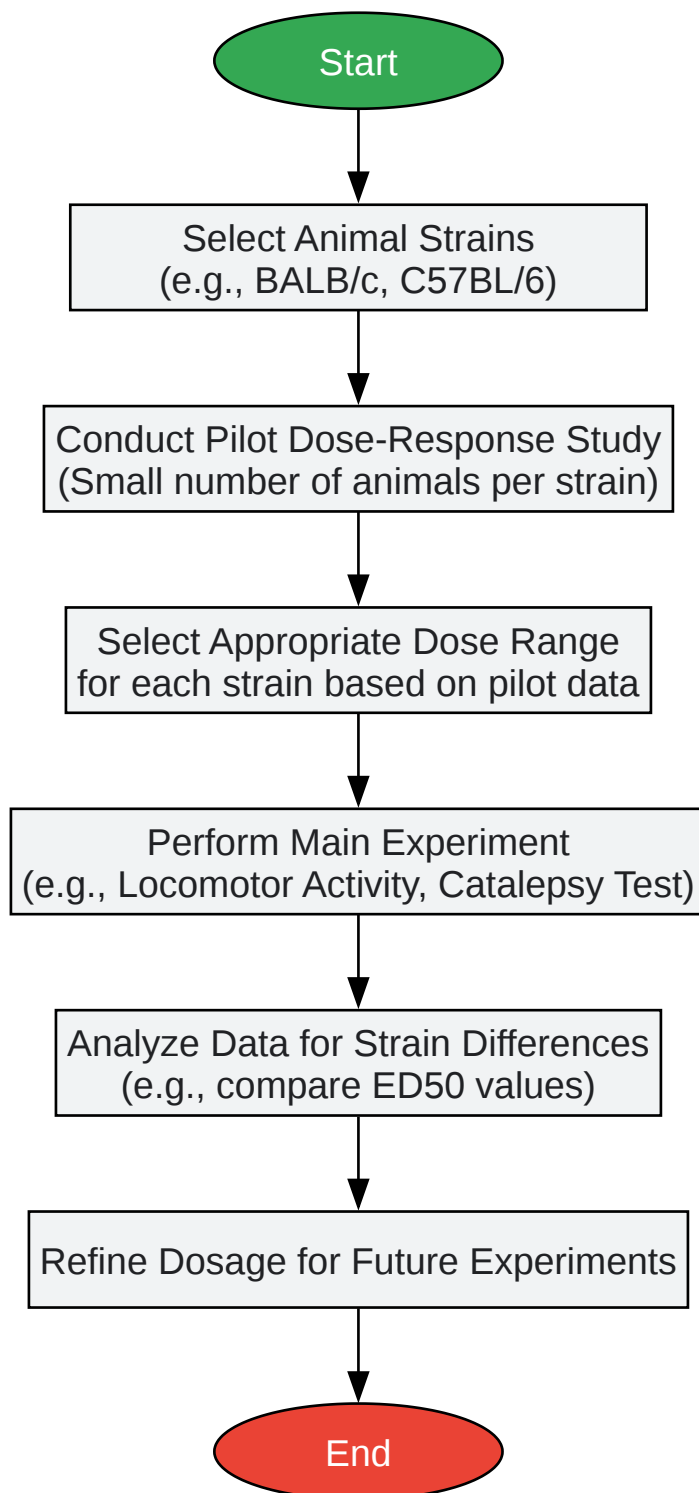 Start
Select Animal Strains
(e.g., BALB/c, C57BL/6)
Conduct Pilot Dose-Response Study
(Small number of animals per strain)
Select Appropriate Dose Range
for each strain based on pilot data
Perform Main Experiment
(e.g., Locomotor Activity, Catalepsy Test)
Analyze Data for Strain Differences
(e.g., compare ED50 values)
Refine Dosage for Future Experiments
End